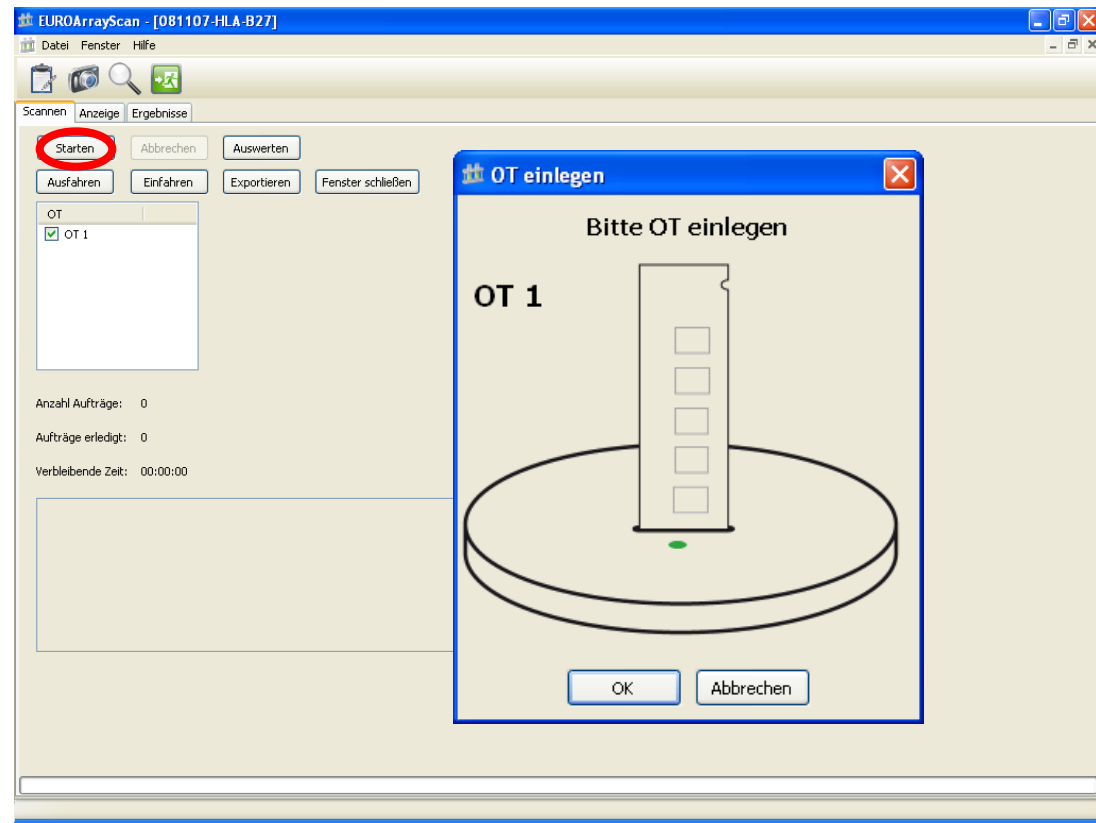 EUROArrayScan - [081107-HLA-B27]
Datei Fenster Hilfe
Scannen Anzeige Ergebnisse
Starten Abbrechen Auswerten
Ausfahren Einfahren Exportieren Fenster schließen
OT
OT 1
Anzahl Aufträge: 0
Aufträge erledigt: 0
Verbleibende Zeit: 00:00:00
OT einlegen
Bitte OT einlegen
OT 1
OK Abbrechen